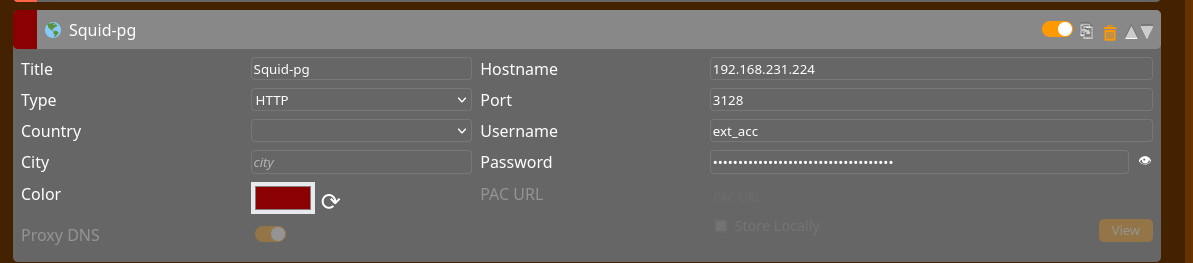 Squid-pg
Title Squid-pg Hostname 192.168.231.224
Type HTTP Port 3128
Country Username ext_acc
City city Password ••••••••••••••••••••••••••••••••••••
Color PAC URL PAC URL
Store Locally
Proxy DNS View